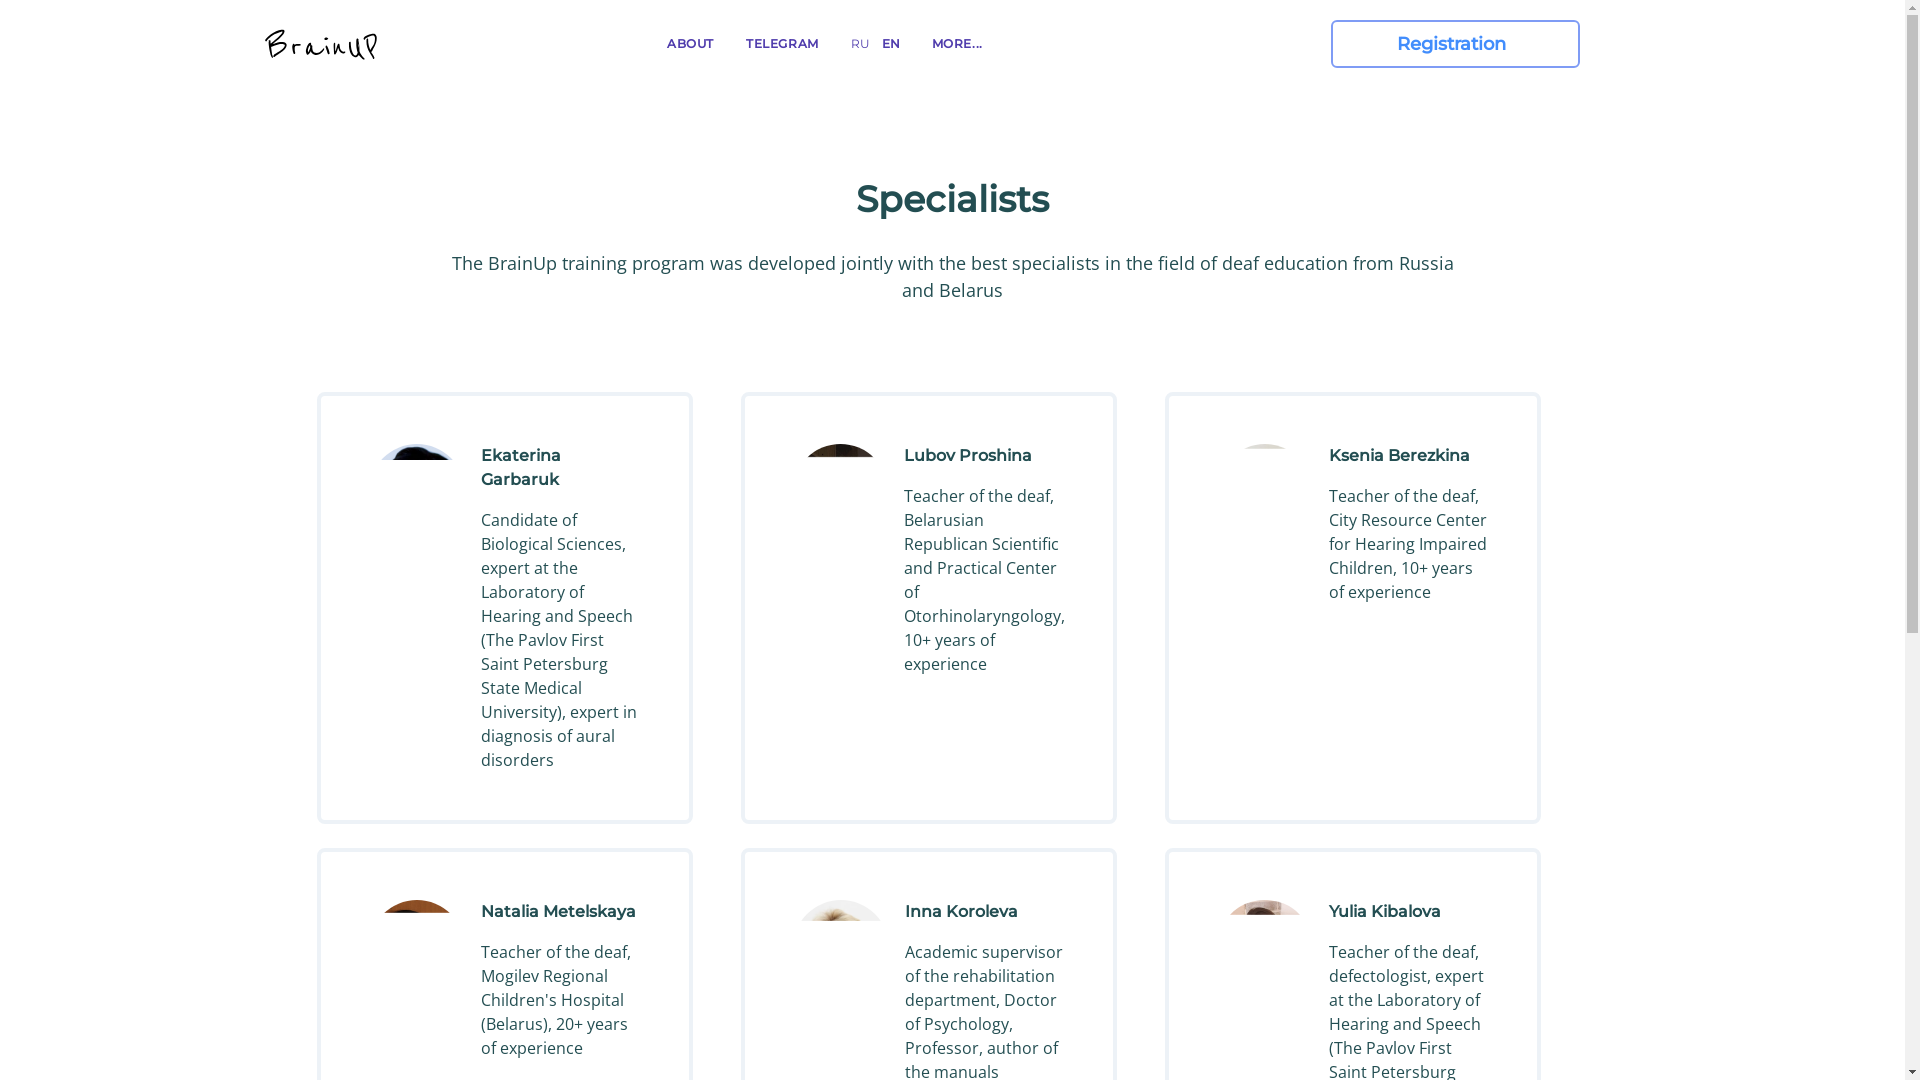 BrainUP
ABOUT
TELEGRAM
RU
EN
MORE...
Registration
Specialists
The BrainUp training program was developed jointly with the best specialists in the field of deaf education from Russia
and Belarus
Ekaterina
Garbaruk
Candidate of
Biological Sciences,
expert at the
Laboratory of
Hearing and Speech
(The Pavlov First
Saint Petersburg
State Medical
University), expert in
diagnosis of aural
disorders
Lubov Proshina
Teacher of the deaf,
Belarusian
Republican Scientific
and Practical Center
of
Otorhinolaryngology,
10+ years of
experience
Ksenia Berezkina
Teacher of the deaf,
City Resource Center
for Hearing Impaired
Children, 10+ years
of experience
Natalia Metelskaya
Teacher of the deaf,
Mogilev Regional
Children's Hospital
(Belarus), 20+ years
of experience
Inna Koroleva
Academic supervisor
of the rehabilitation
department, Doctor
of Psychology,
Professor, author of
the manuals
Yulia Kibalova
Teacher of the deaf,
defectologist, expert
at the Laboratory of
Hearing and Speech
(The Pavlov First
Saint Petersburg